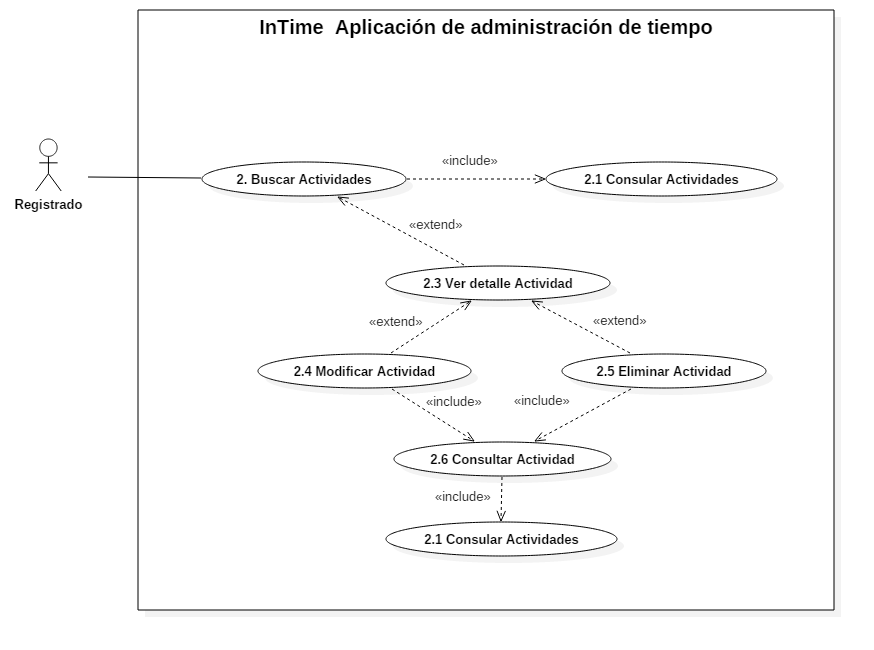 InTime  Aplicación de administración de tiempo
«include»
2. Buscar Actividades
2.1 Consular Actividades
Registrado
«extend»
2.3 Ver detalle Actividad
«extend»
«extend»
2.4 Modificar Actividad
2.5 Eliminar Actividad
«include»
«include»
2.6 Consultar Actividad
«include»
2.1 Consular Actividades